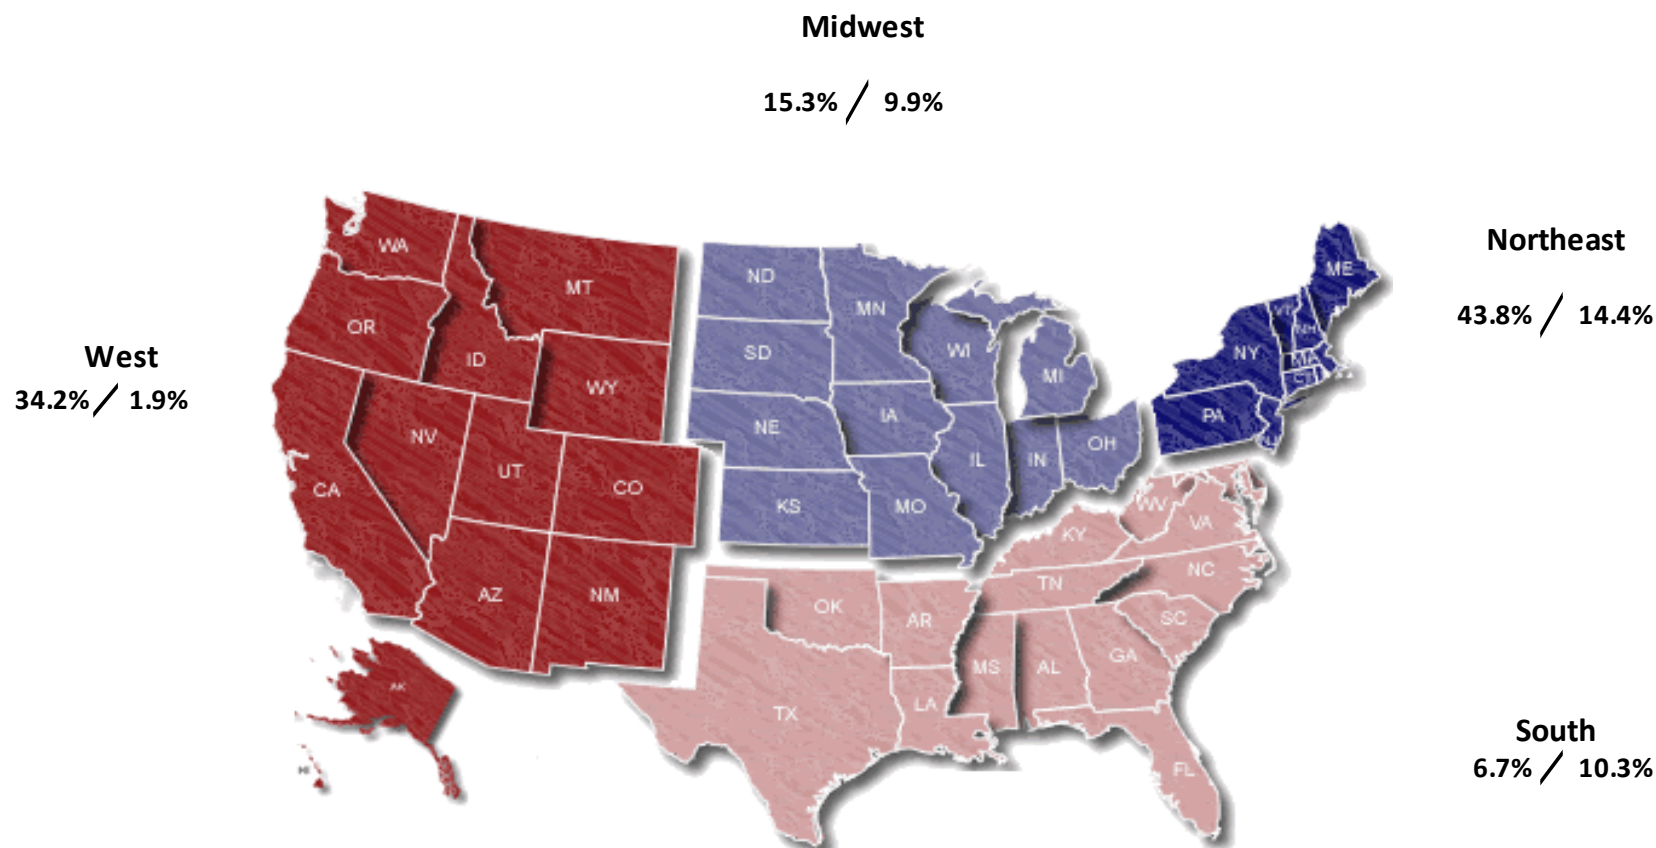 Midwest
15.3% / 9.9%
Northeast
43.8% / 14.4%
West
34.2% / 1.9%
South
6.7% / 10.3%
WA
MT
ND
MN
ME
OR
ID
WY
SD
WI
MI
NY
VT
NH
MA
CT
NV
UT
CO
NE
IA
PA
NJ
CA
KS
MO
IL
IN
OH
WV
VA
KY
AZ
NM
OK
AR
TN
NC
SC
TX
LA
MS
AL
GA
FL
AK
HI